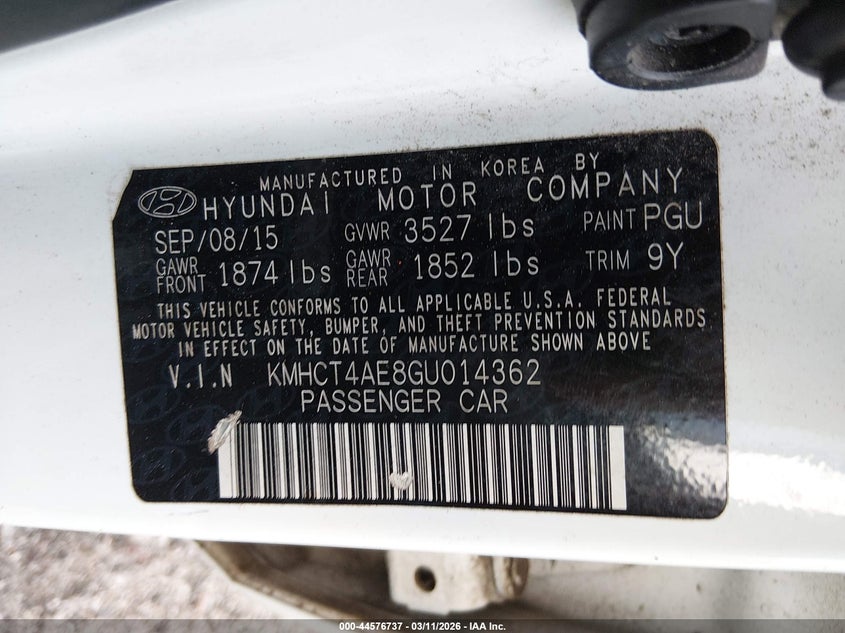 MANUFACTURED IN KOREA BY
HYUNDAI MOTOR COMPANY
SEP/08/15 GVWR 3527 lbs PAINT PGU
GAWR FRONT 1874 lbs GAWR REAR 1852 lbs TRIM 9Y
THIS VEHICLE CONFORMS TO ALL APPLICABLE U.S.A. FEDERAL
MOTOR VEHICLE SAFETY, BUMPER, AND THEFT PREVENTION STANDARDS
IN EFFECT ON THE DATE OF MANUFACTURE SHOWN ABOVE
V.I.N KMHCT4AE8GU014362
PASSENGER CAR
000-44576737 - 03/11/2026 - IAA Inc.